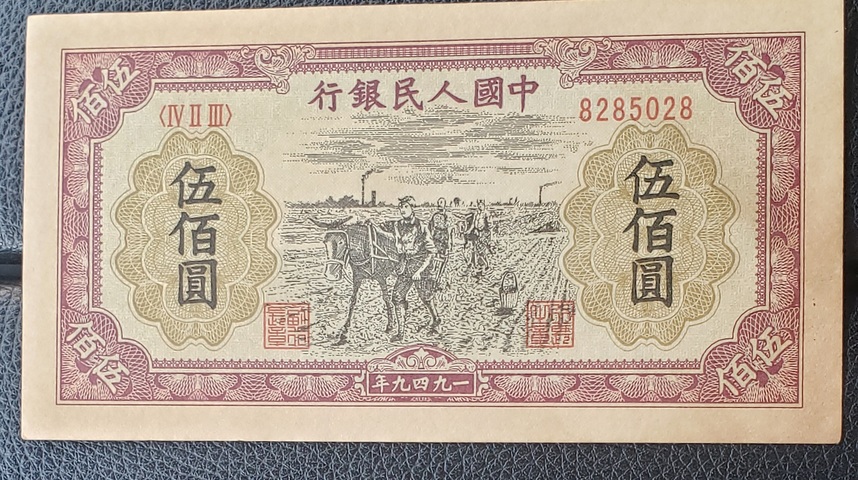 中國人民銀行
〈Ⅳ Ⅱ Ⅲ〉
8285028
伍佰
伍佰
伍佰圓
伍佰圓
伍佰
伍佰
一九四九年